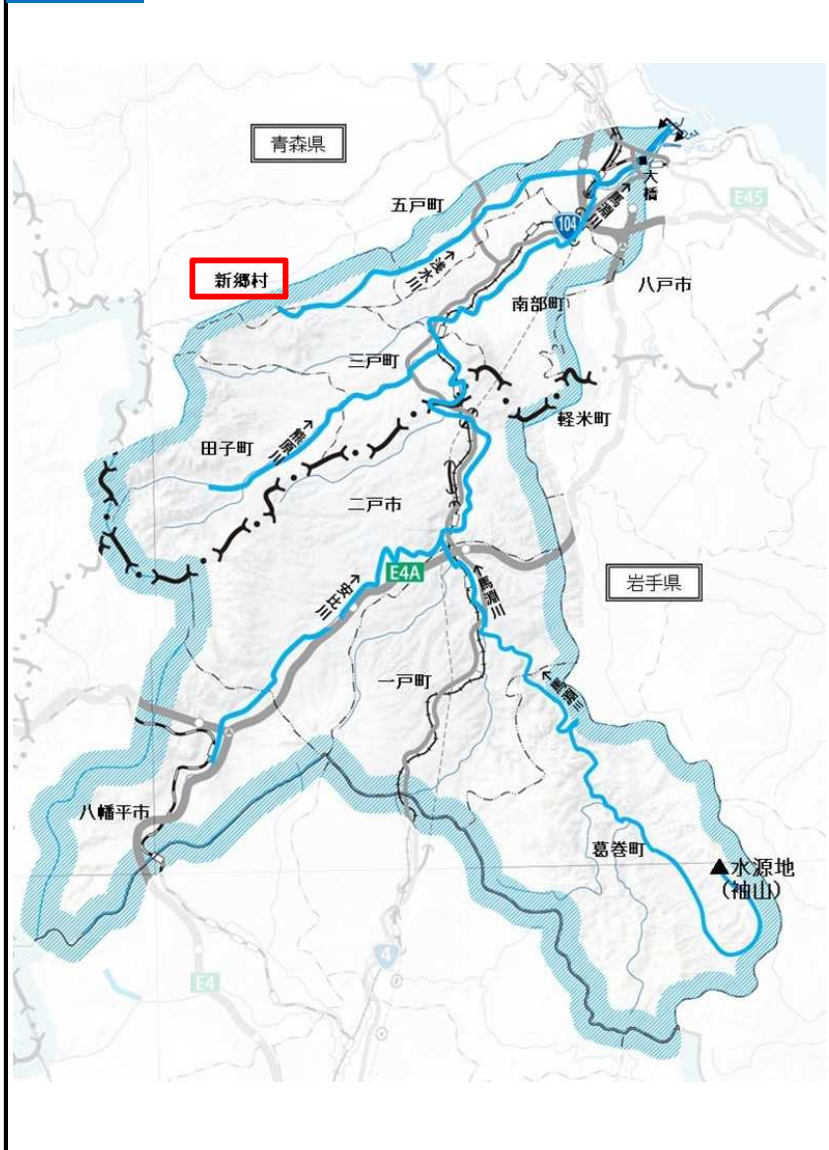 青森県
大橋
五戸町
E45
馬淵川
104
新郷村
←浅水川
八戸市
南部町
三戸町
軽米町
←熊原川
田子町
二戸市
E4A
岩手県
←安比川
←馬淵川
一戸町
←馬淵川
八幡平市
葛巻町
▲水源地
(袖山)
4
E4